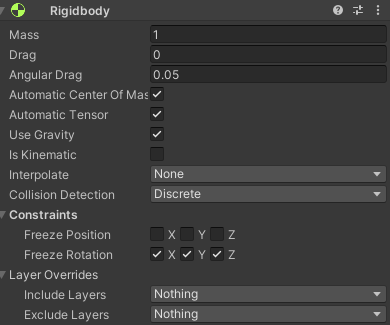 Rigidbody
Mass 1
Drag 0
Angular Drag 0.05
Automatic Center Of Mas
Automatic Tensor
Use Gravity
Is Kinematic
Interpolate None
Collision Detection Discrete
Constraints
Freeze Position X Y Z
Freeze Rotation X Y Z
Layer Overrides
Include Layers Nothing
Exclude Layers Nothing